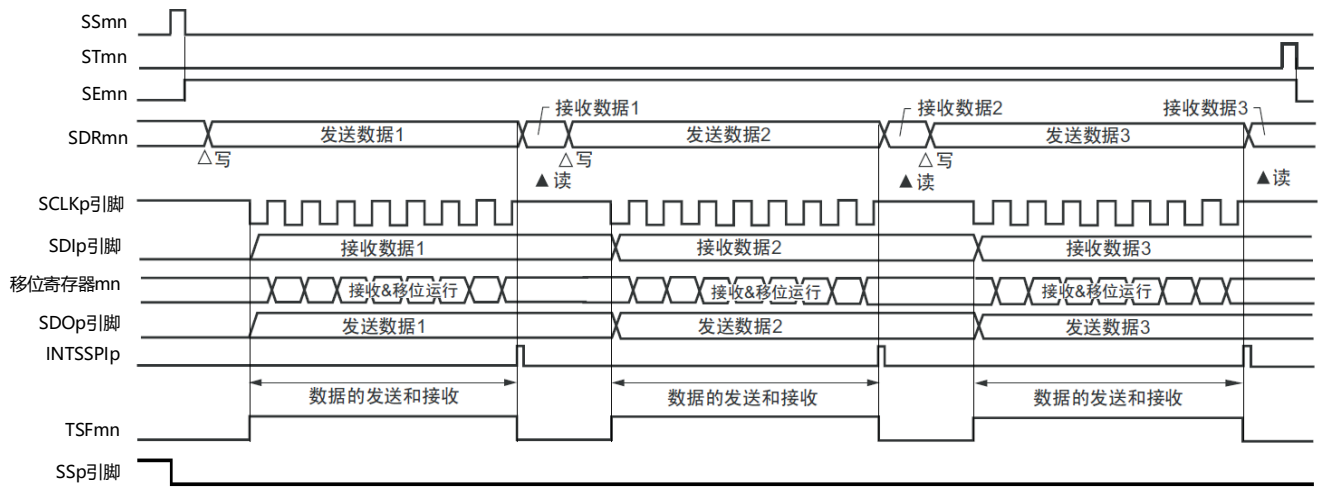 SSmn
STmn
SEmn
接收数据1 接收数据2 接收数据3
SDRmn 发送数据1 发送数据2 发送数据3
△写 △写 △写
▲读 ▲读 ▲读
SCLKp引脚
SDIp引脚 接收数据1 接收数据2 接收数据3
移位寄存器mn 接收&移位运行 接收&移位运行 接收&移位运行
SDOp引脚 发送数据1 发送数据2 发送数据3
INTSSPIp
数据的发送和接收 数据的发送和接收 数据的发送和接收
TSFmn
SSp引脚